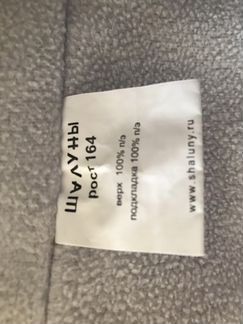 ШАЛУНЫ
рост 164
верх 100% п/э
подкладка 100% п/э
www.shaluny.ru